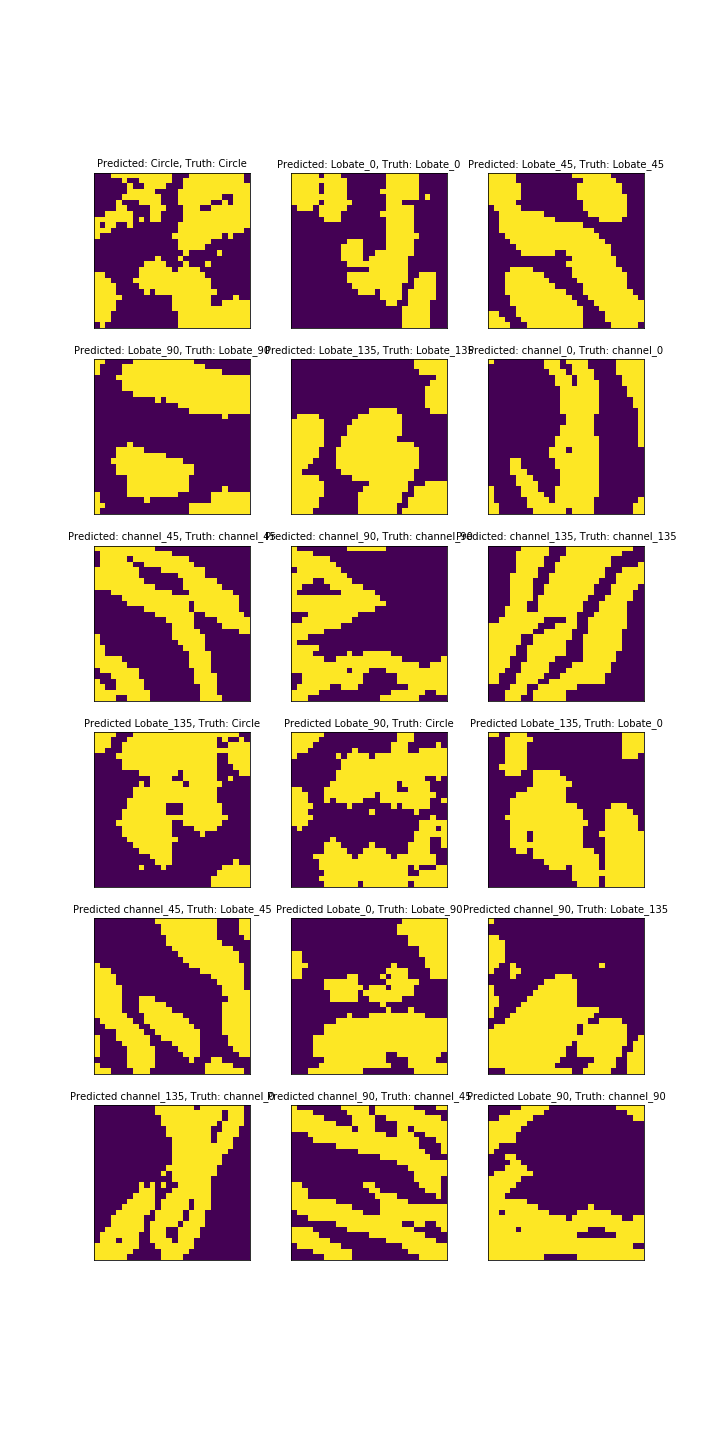 Predicted: Circle, Truth: Circle
Predicted: Lobate_0, Truth: Lobate_0
Predicted: Lobate_45, Truth: Lobate_45
Predicted: Lobate_90, Truth: Lobate_90
Predicted: Lobate_135, Truth: Lobate_135
Predicted: channel_0, Truth: channel_0
Predicted: channel_45, Truth: channel_45
Predicted: channel_90, Truth: channel_90
Predicted: channel_135, Truth: channel_135
Predicted Lobate_135, Truth: Circle
Predicted Lobate_90, Truth: Circle
Predicted Lobate_135, Truth: Lobate_0
Predicted channel_45, Truth: Lobate_45
Predicted Lobate_0, Truth: Lobate_90
Predicted channel_90, Truth: Lobate_135
Predicted channel_135, Truth: channel_0
Predicted channel_90, Truth: channel_45
Predicted Lobate_90, Truth: channel_90